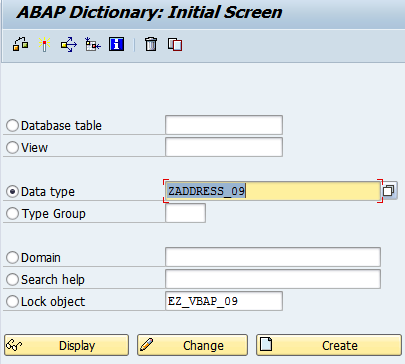 ABAP Dictionary: Initial Screen
Database table
View
Data type ZADDRESS_09
Type Group
Domain
Search help
Lock object EZ_VBAP_09
Display Change Create